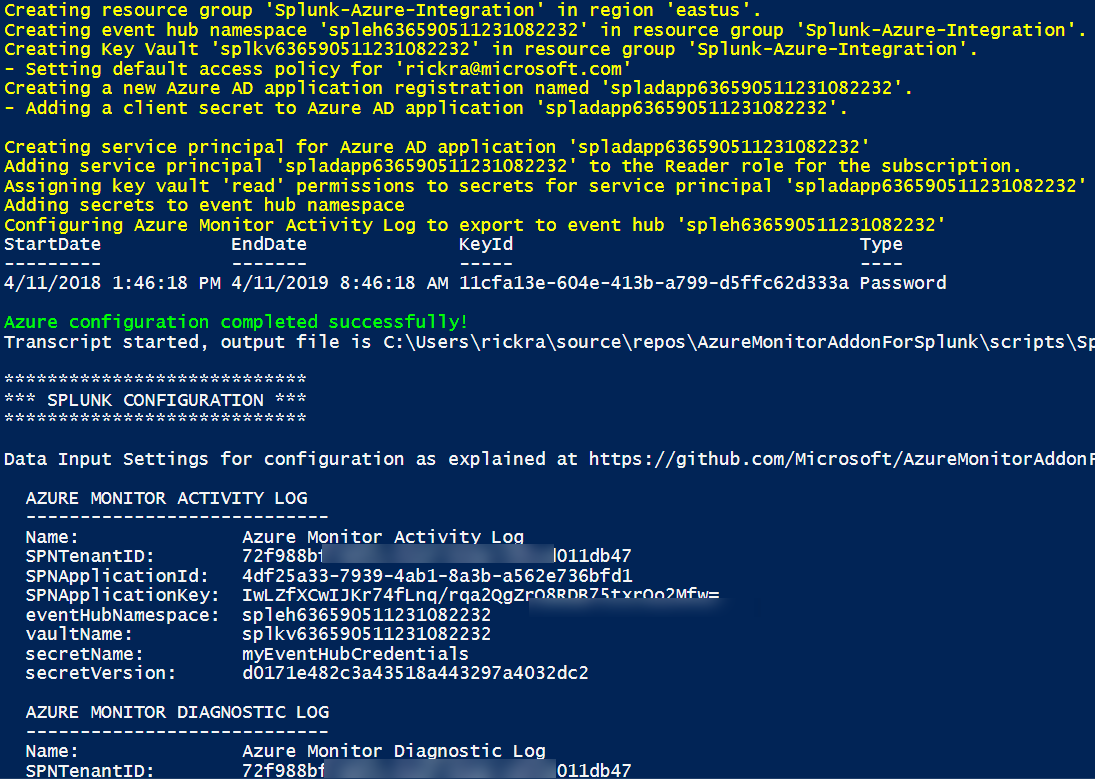 Creating resource group 'Splunk-Azure-Integration' in region 'eastus'.
Creating event hub namespace 'spleh636590511231082232' in resource group 'Splunk-Azure-Integration'.
Creating Key Vault 'splkv636590511231082232' in resource group 'Splunk-Azure-Integration'.
- Setting default access policy for 'rickra@microsoft.com'
Creating a new Azure AD application registration named 'spladapp636590511231082232'.
- Adding a client secret to Azure AD application 'spladapp636590511231082232'.
Creating service principal for Azure AD application 'spladapp636590511231082232'
Adding service principal 'spladapp636590511231082232' to the Reader role for the subscription.
Assigning key vault 'read' permissions to secrets for service principal 'spladapp636590511231082232'
Adding secrets to event hub namespace
Configuring Azure Monitor Activity Log to export to event hub 'spleh636590511231082232'
StartDate EndDate KeyId Type
--------- ------- ----- ----
4/11/2018 1:46:18 PM 4/11/2019 8:46:18 AM 11cfa13e-604e-413b-a799-d5ffc62d333a Password
Azure configuration completed successfully!
Transcript started, output file is C:\Users\rickra\source\repos\AzureMonitorAddonForSplunk\scripts\Sp
****************************
*** SPLUNK CONFIGURATION ***
****************************
Data Input Settings for configuration as explained at https://github.com/Microsoft/AzureMonitorAddonF
AZURE MONITOR ACTIVITY LOG
----------------------------
Name: Azure Monitor Activity Log
SPNTenantID: 72f988bf d011db47
SPNApplicationId: 4df25a33-7939-4ab1-8a3b-a562e736bfd1
SPNApplicationKey:
eventHubNamespace: spleh636590511231082232
vaultName: splkv636590511231082232
secretName: myEventHubCredentials
secretVersion: d0171e482c3a43518a443297a4032dc2
AZURE MONITOR DIAGNOSTIC LOG
----------------------------
Name: Azure Monitor Diagnostic Log
SPNTenantID: 72f988bf 011db47